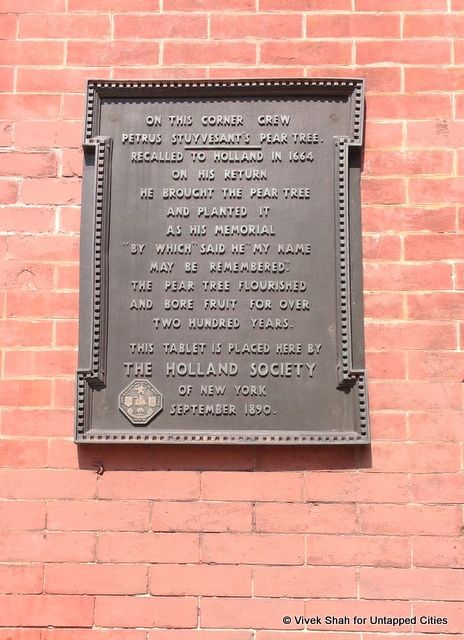 ON THIS CORNER GREW
PETRUS STUYVESANT'S PEAR TREE.
RECALLED TO HOLLAND IN 1664
ON HIS RETURN
HE BROUGHT THE PEAR TREE
AND PLANTED IT
AS HIS MEMORIAL
"BY WHICH" SAID HE "MY NAME
MAY BE REMEMBERED."
THE PEAR TREE FLOURISHED
AND BORE FRUIT FOR OVER
TWO HUNDRED YEARS.
THIS TABLET IS PLACED HERE BY
THE HOLLAND SOCIETY
OF NEW YORK
SEPTEMBER 1890.
© Vivek Shah for Untapped Cities